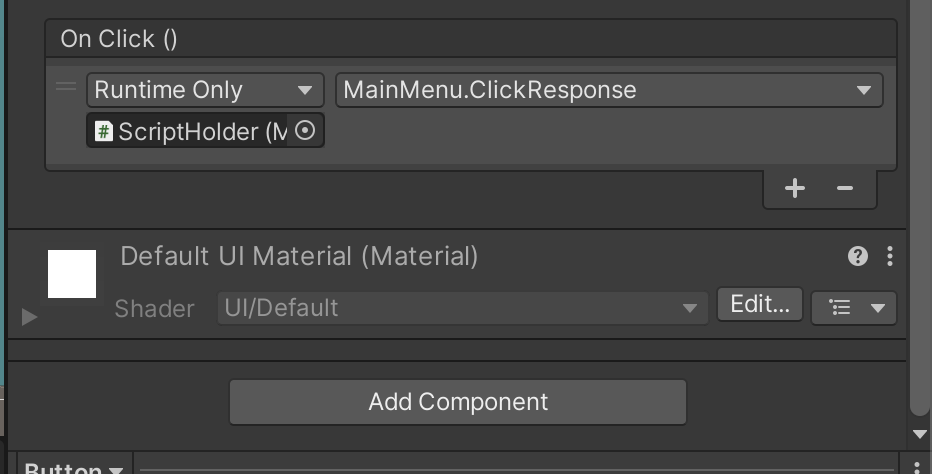 On Click ()
Runtime Only
MainMenu.ClickResponse
# ScriptHolder (M
Default UI Material (Material)
?
Shader
UI/Default
Edit...
Add Component
Button